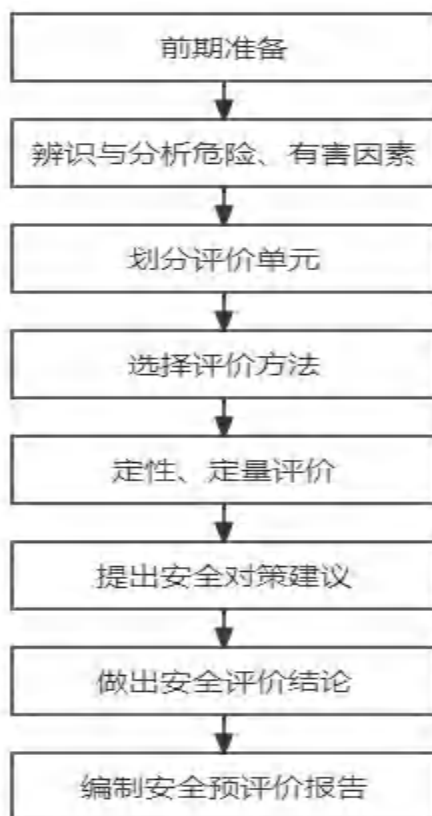 前期准备
辨识与分析危险、有害因素
划分评价单元
选择评价方法
定性、定量评价
提出安全对策建议
做出安全评价结论
编制安全预评价报告